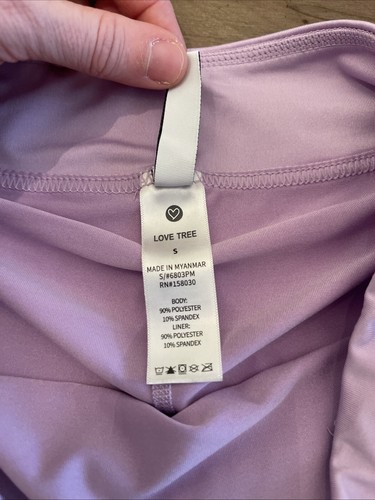 LOVE TREE
S
MADE IN MYANMAR
S/#6803PM
RN#158030
BODY:
90% POLYESTER
10% SPANDEX
LINER:
90% POLYESTER
10% SPANDEX